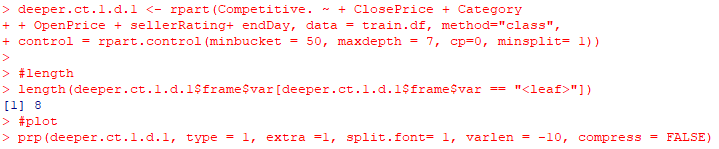 > deeper.ct.1.d.1 <- rpart(Competitive. ~ + ClosePrice + Category
+ + OpenPrice + sellerRating+ endDay, data = train.df, method="class",
+ control = rpart.control(minbucket = 50, maxdepth = 7, cp=0, minsplit= 1))
>
> #length
> length(deeper.ct.1.d.1$frame$var[deeper.ct.1.d.1$frame$var == "<leaf>"])
[1] 8
> #plot
> prp(deeper.ct.1.d.1, type = 1, extra =1, split.font= 1, varlen = -10, compress = FALSE)